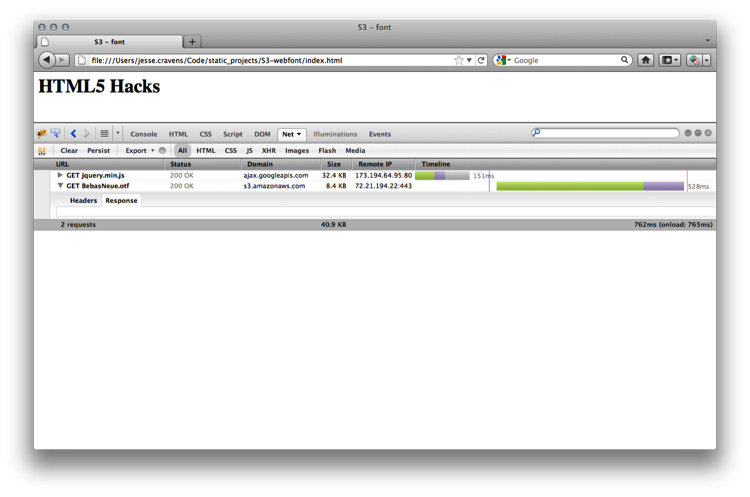 S3 – font
S3 – font
file:///Users/jesse.cravens/Code/static_projects/S3-webfont/index.html
Google
HTML5 Hacks
Console HTML CSS Script DOM Net Illuminations Events
Clear Persist Export All HTML CSS JS XHR Images Flash Media
URL Status Domain Size Remote IP Timeline
GET jquery.min.js 200 OK ajax.googleapis.com 32.4 KB 173.194.64.95:80 151ms
GET BebasNeue.otf 200 OK s3.amazonaws.com 8.4 KB 72.21.194.22:443 528ms
Headers Response
2 requests 40.9 KB 762ms (onload: 765ms)